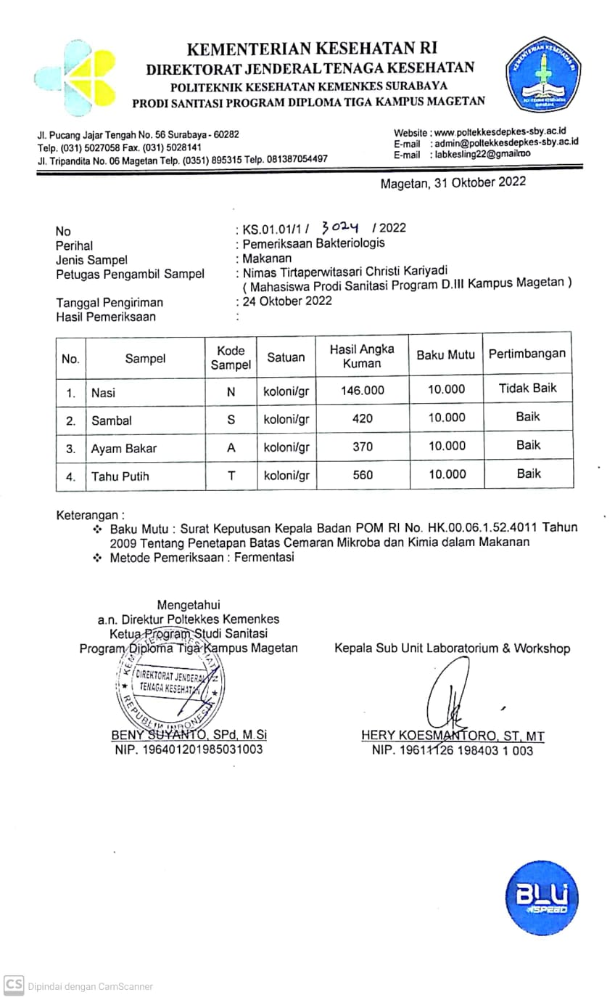 KEMENTERIAN KESEHATAN RI
DIREKTORAT JENDERAL TENAGA KESEHATAN
POLITEKNIK KESEHATAN KEMENKES SURABAYA
PRODI SANITASI PROGRAM DIPLOMA TIGA KAMPUS MAGETAN
Jl. Pucang Jajar Tengah No. 56 Surabaya - 60282
Telp. (031) 5027058 Fax. (031) 5028141
Jl. Tripandita No. 06 Magetan Telp. (0351) 895315 Telp. 081387054497
Website : www.poltekkesdepkes-sby.ac.id
E-mail : admin@poltekkesdepkes-sby.ac.id
E-mail : labkesling22@gmailmo
Magetan, 31 Oktober 2022
No : KS.01.01/1 / 3024 / 2022
Perihal : Pemeriksaan Bakteriologis
Jenis Sampel : Makanan
Petugas Pengambil Sampel : Nimas Tirtaperwitasari Christi Kariyadi
( Mahasiswa Prodi Sanitasi Program D.III Kampus Magetan )
Tanggal Pengiriman : 24 Oktober 2022
Hasil Pemeriksaan :
No. Sampel Kode Sampel Satuan Hasil Angka Kuman Baku Mutu Pertimbangan
1. Nasi N koloni/gr 146.000 10.000 Tidak Baik
2. Sambal S koloni/gr 420 10.000 Baik
3. Ayam Bakar A koloni/gr 370 10.000 Baik
4. Tahu Putih T koloni/gr 560 10.000 Baik
Keterangan :
❖ Baku Mutu : Surat Keputusan Kepala Badan POM RI No. HK.00.06.1.52.4011 Tahun
2009 Tentang Penetapan Batas Cemaran Mikroba dan Kimia dalam Makanan
❖ Metode Pemeriksaan : Fermentasi
Mengetahui
a.n. Direktur Poltekkes Kemenkes
Ketua Program Studi Sanitasi
Program Diploma Tiga Kampus Magetan
KEMENTERIAN KESEHATAN
DIREKTORAT JENDERAL
TENAGA KESEHATAN
REPUBLIK INDONESIA
BENY SUYANTO, SPd, M.Si
NIP. 196401201985031003
Kepala Sub Unit Laboratorium & Workshop
HERY KOESMANTORO, ST, MT
NIP. 19611126 198403 1 003
BLU
SPEED
CS Dipindai dengan CamScanner